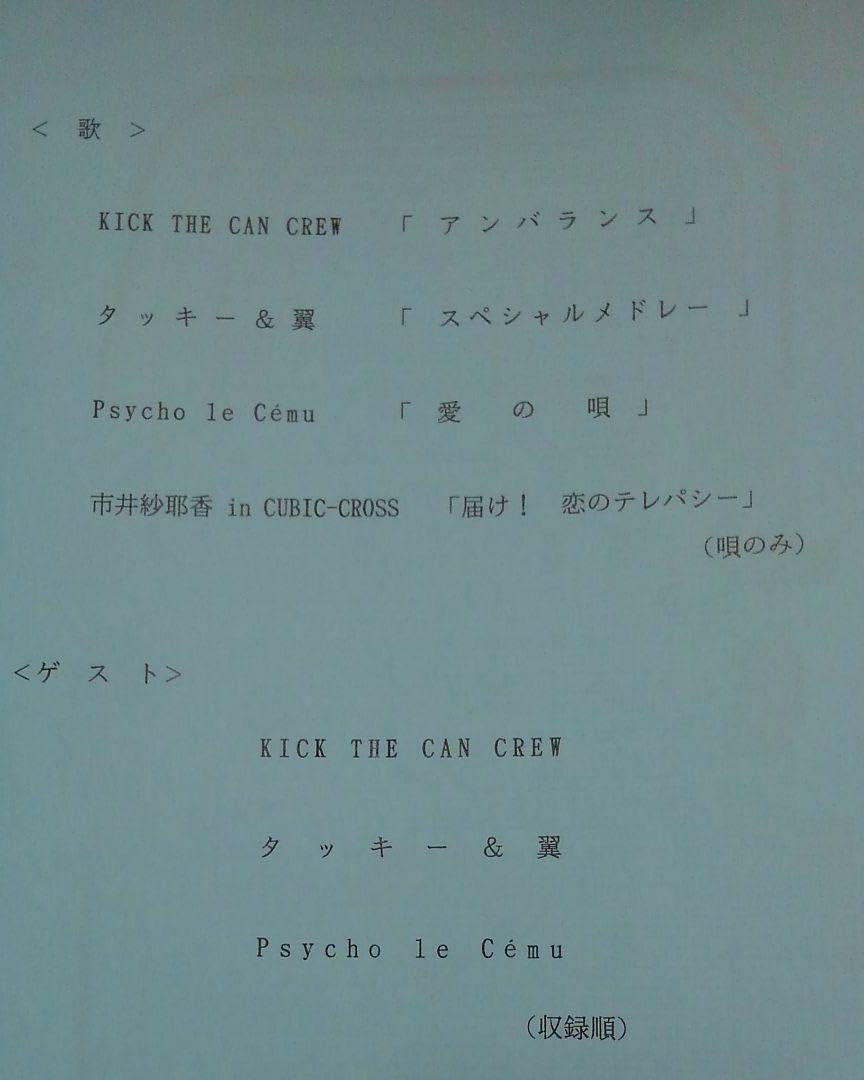 ＜　歌　＞
KICK THE CAN CREW　「 アンバランス 」
タッキー＆翼　「 スペシャルメドレー 」
Psycho le Cému　「 愛 の 唄 」
市井紗耶香 in CUBIC-CROSS　「届け！　恋のテレパシー」
（唄のみ）
＜ゲ ス ト＞
KICK THE CAN CREW
タ ッ キ ー ＆ 翼
Psycho le Cému
（収録順）